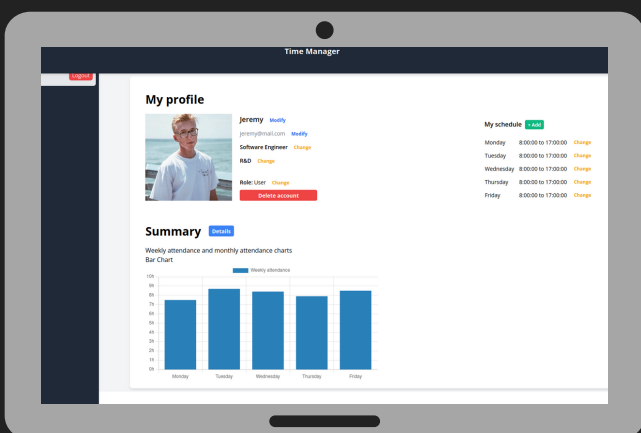 Time Manager
Logout
My profile
Jeremy Modify
jeremy@mail.com Modify
Software Engineer Change
R&D Change
Role: User Change
Delete account
My schedule + Add
Monday 8:00:00 to 17:00:00 Change
Tuesday 8:00:00 to 17:00:00 Change
Wednesday 8:00:00 to 17:00:00 Change
Thursday 8:00:00 to 17:00:00 Change
Friday 8:00:00 to 17:00:00 Change
Summary Details
Weekly attendance and monthly attendance charts
Bar Chart
Weekly attendance
10h
9h
8h
7h
6h
5h
4h
3h
2h
1h
0h
Monday Tuesday Wednesday Thursday Friday